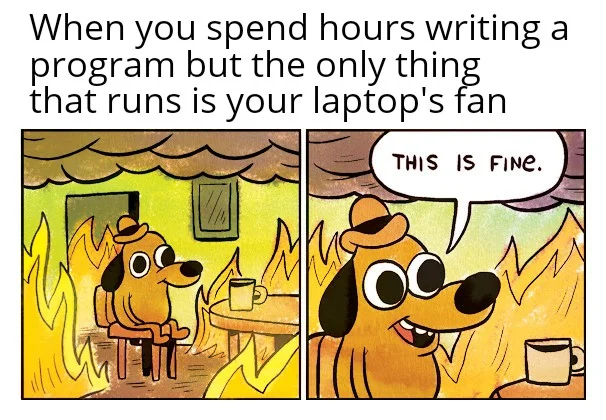 When you spend hours writing a
program but the only thing
that runs is your laptop's fan
THIS IS FINE.